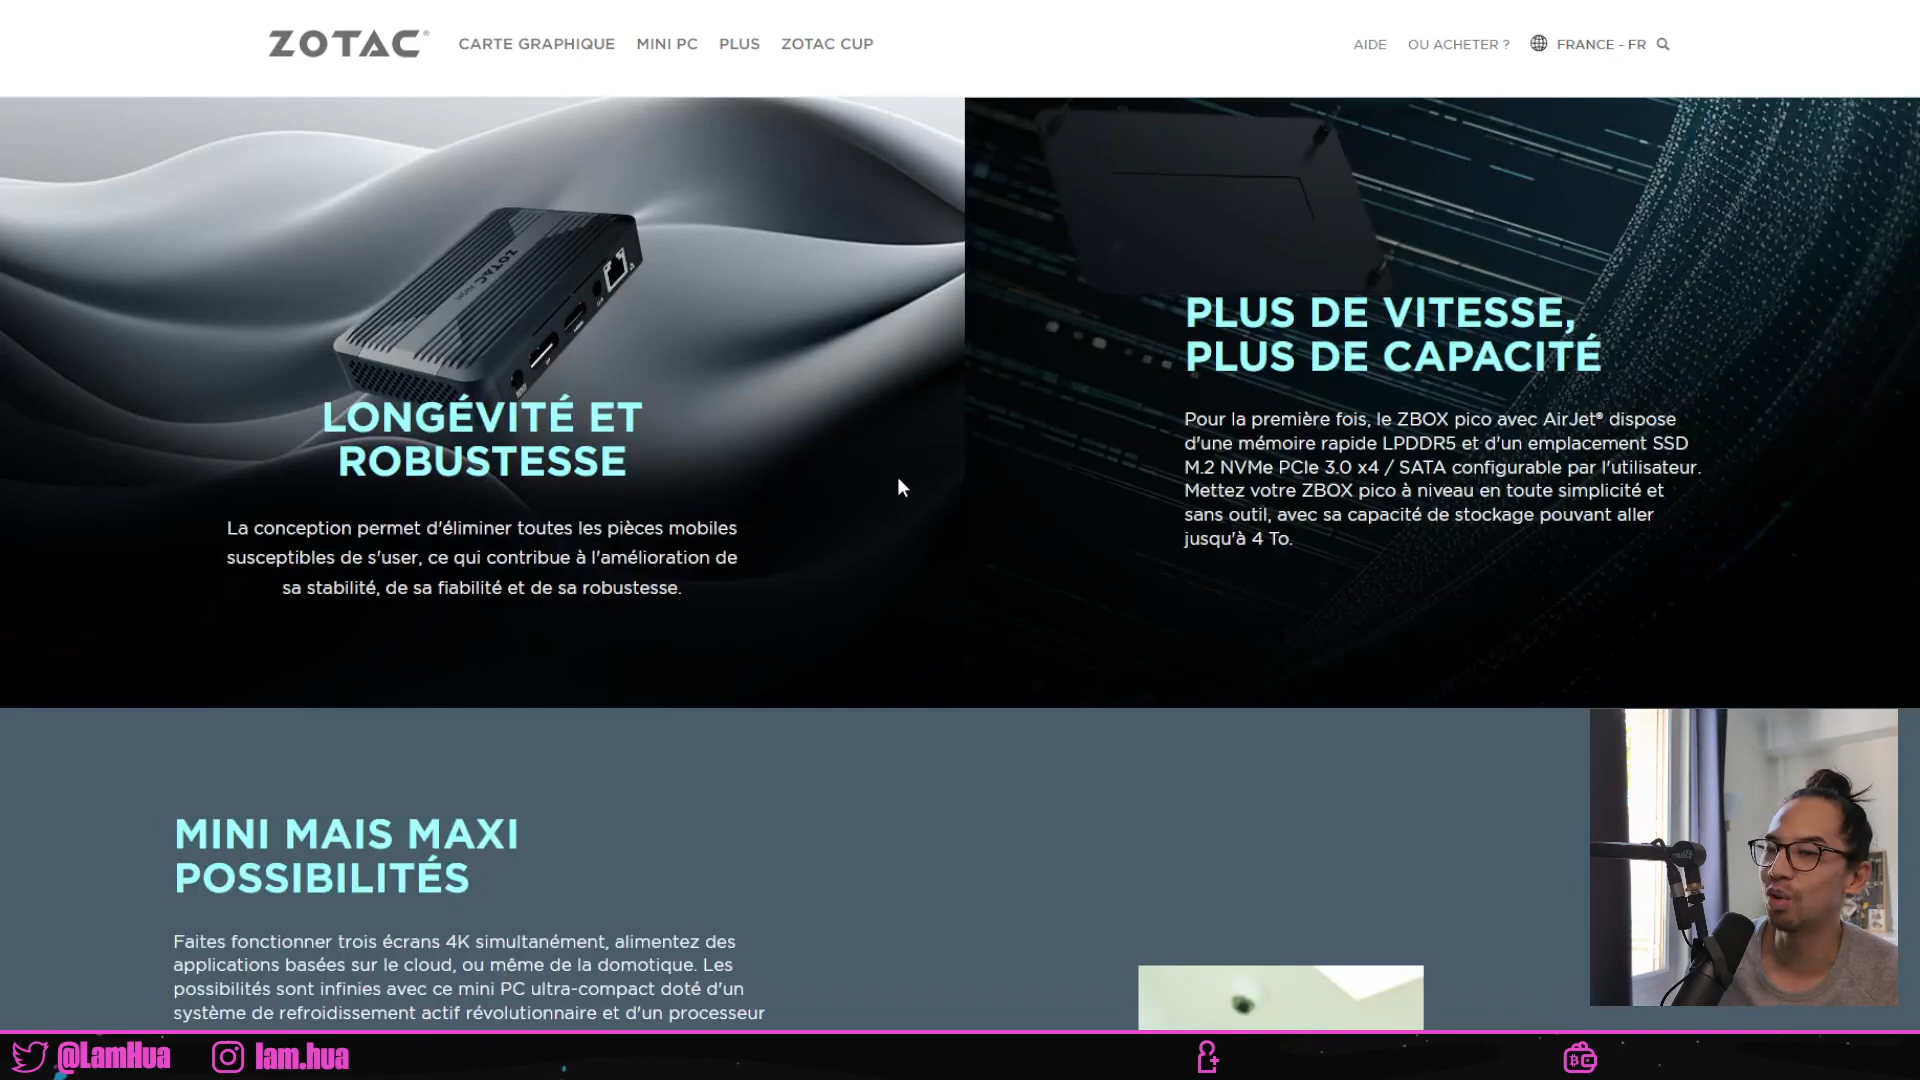 ZOTAC®
CARTE GRAPHIQUE
MINI PC
PLUS
ZOTAC CUP
AIDE
OU ACHETER ?
FRANCE - FR
ZOTAC
LONGÉVITÉ ET
ROBUSTESSE
La conception permet d'éliminer toutes les pièces mobiles
susceptibles de s'user, ce qui contribue à l'amélioration de
sa stabilité, de sa fiabilité et de sa robustesse.
PLUS DE VITESSE,
PLUS DE CAPACITÉ
Pour la première fois, le ZBOX pico avec AirJet® dispose
d'une mémoire rapide LPDDR5 et d'un emplacement SSD
M.2 NVMe PCIe 3.0 x4 / SATA configurable par l'utilisateur.
Mettez votre ZBOX pico à niveau en toute simplicité et
sans outil, avec sa capacité de stockage pouvant aller
jusqu'à 4 To.
MINI MAIS MAXI
POSSIBILITÉS
Faites fonctionner trois écrans 4K simultanément, alimentez des
applications basées sur le cloud, ou même de la domotique. Les
possibilités sont infinies avec ce mini PC ultra-compact doté d'un
système de refroidissement actif révolutionnaire et d'un processeur
@LamHua
lam.hua